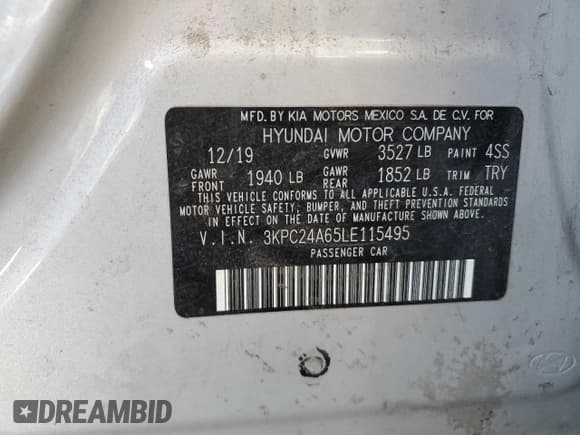 MFD. BY KIA MOTORS MEXICO S.A. DE C.V. FOR
HYUNDAI MOTOR COMPANY
12/19 GVWR 3527 LB PAINT 4SS
GAWR FRONT 1940 LB GAWR REAR 1852 LB TRIM TRY
THIS VEHICLE CONFORMS TO ALL APPLICABLE U.S.A. FEDERAL
MOTOR VEHICLE SAFETY, BUMPER, AND THEFT PREVENTION STANDARDS
IN EFFECT ON THE DATE OF MANUFACTURE SHOWN ABOVE.
V.I.N. 3KPC24A65LE115495
PASSENGER CAR
DREAMBID